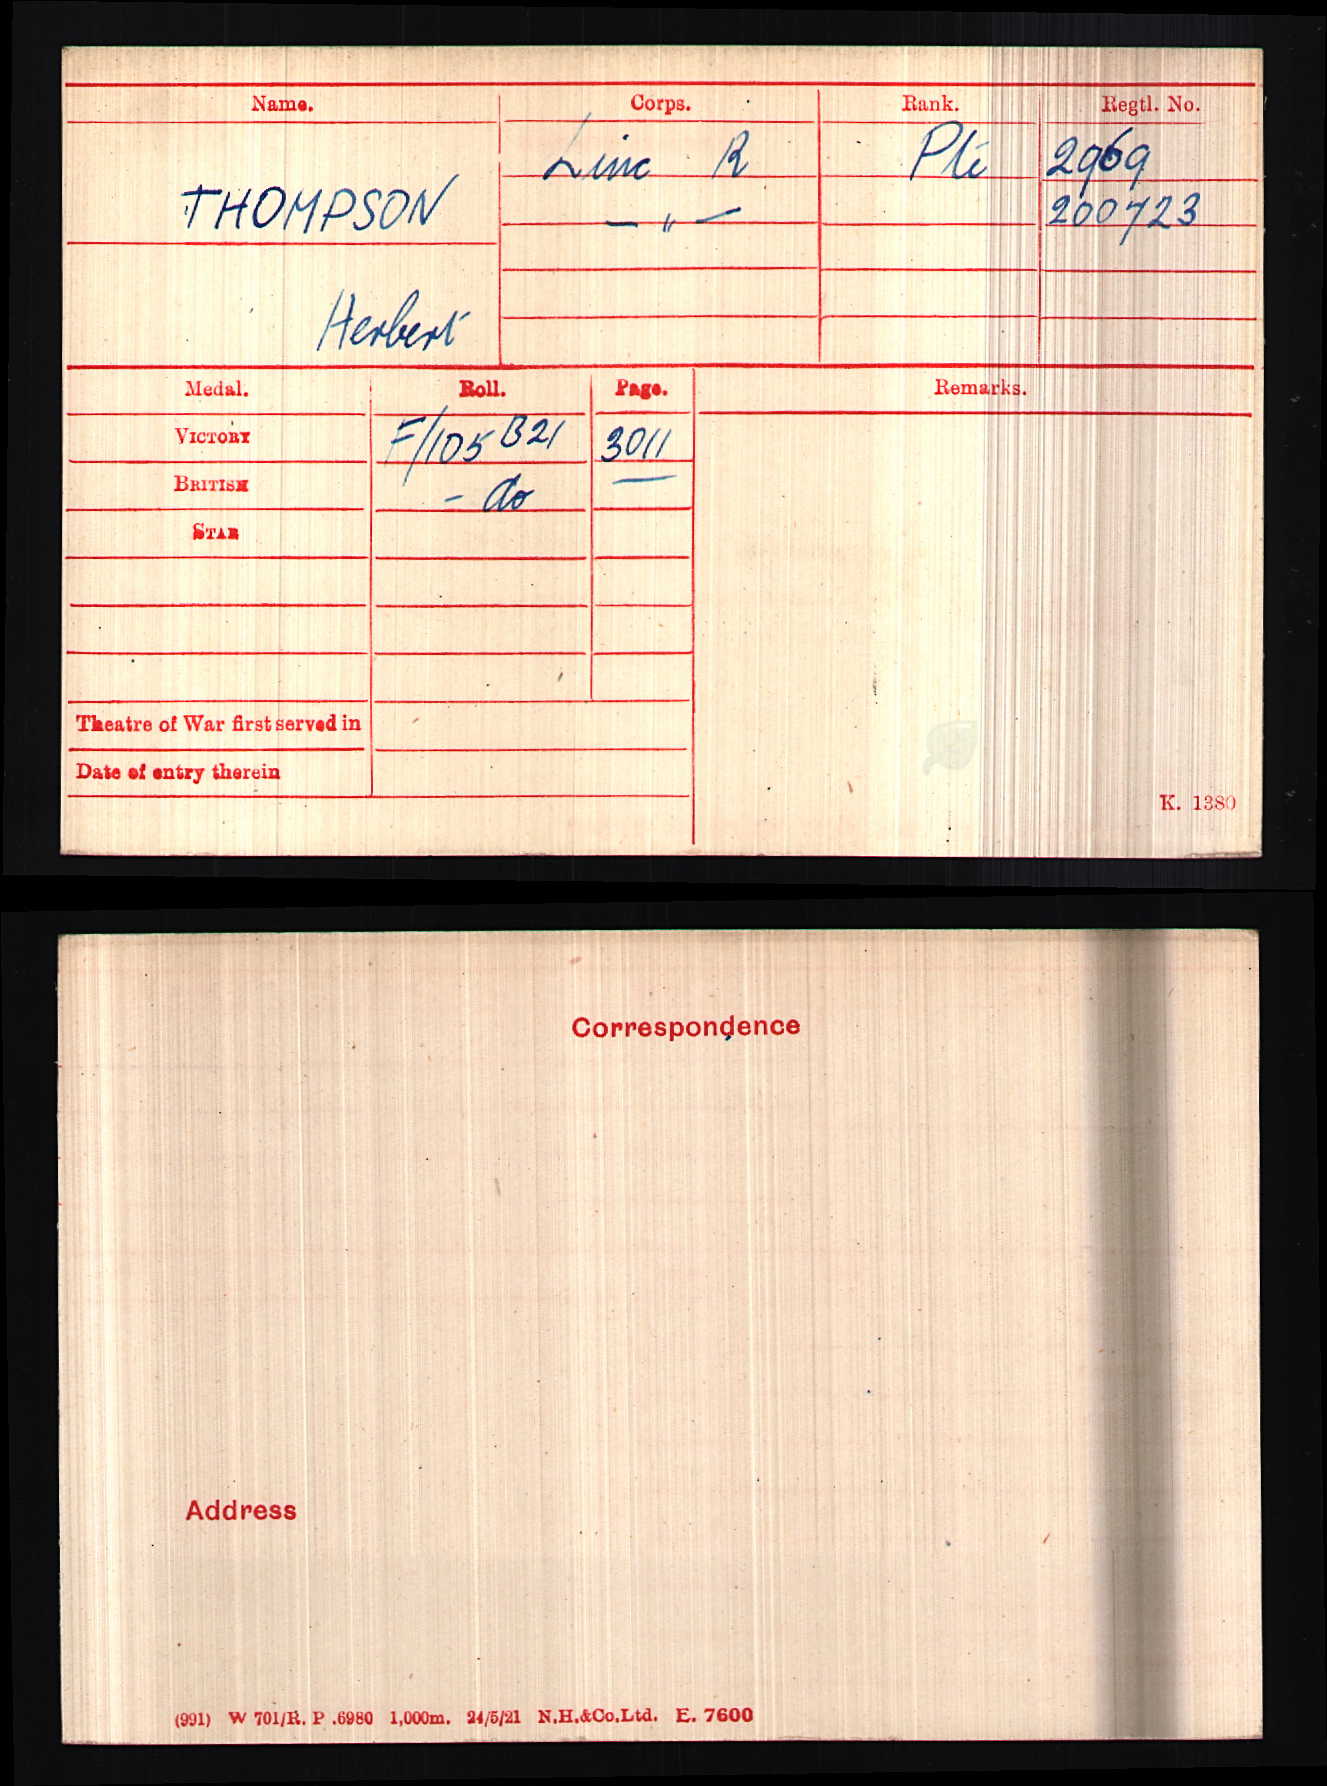 Name. Corps. Rank. Regtl. No.
Linc R Pte 2969
THOMPSON — " — 200723
Herbert
Medal. Roll. Page. Remarks.
VICTORY F/105 B21 3011
BRITISH - do —
STAR
Theatre of War first served in
Date of entry therein
K. 1380
Correspondence
Address
(991) W 701/R. P .6980 1,000m. 24/5/21 N.H.&Co.Ltd. E. 7600